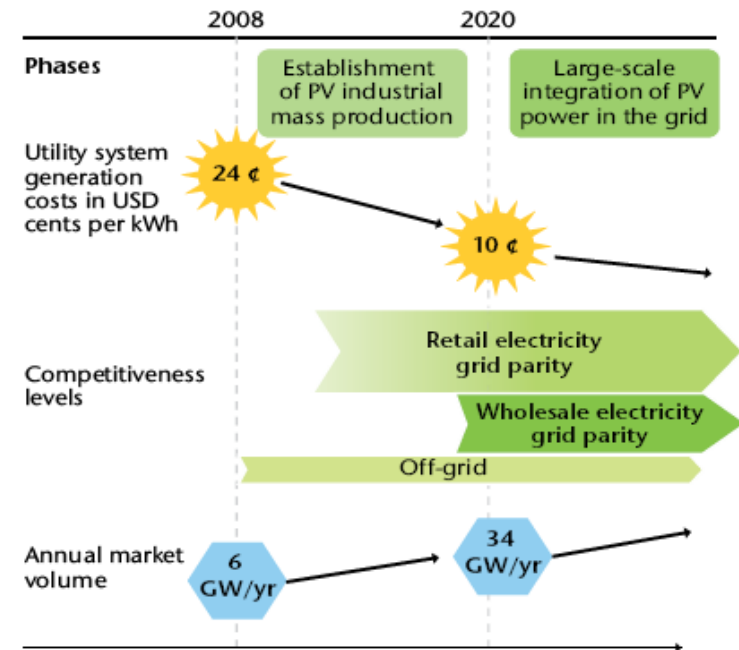 2008
2020
Phases
Establishment
of PV industrial
mass production
Large-scale
integration of PV
power in the grid
Utility system
generation
costs in USD
cents per kWh
24 ¢
10 ¢
Competitiveness
levels
Retail electricity
grid parity
Wholesale electricity
grid parity
Off-grid
Annual market
volume
6
GW/yr
34
GW/yr